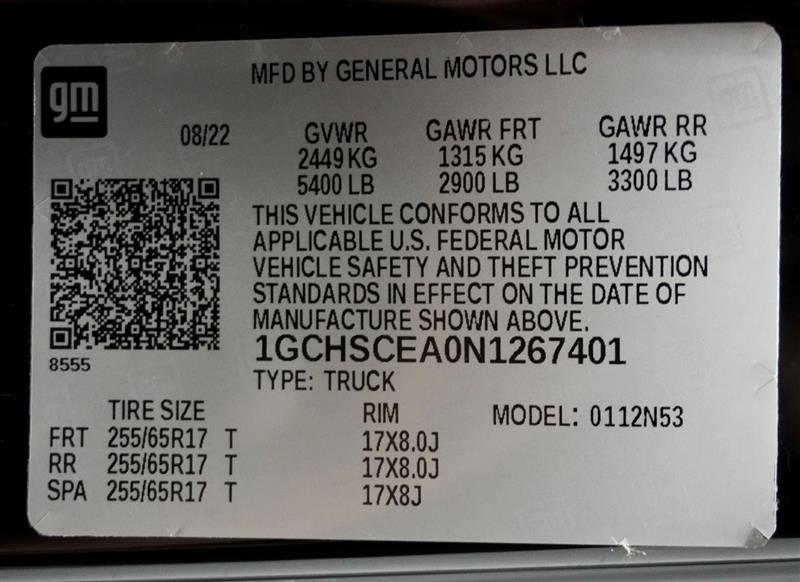 MFD BY GENERAL MOTORS LLC
gm
08/22 GVWR GAWR FRT GAWR RR
2449 KG 1315 KG 1497 KG
5400 LB 2900 LB 3300 LB
THIS VEHICLE CONFORMS TO ALL
APPLICABLE U.S. FEDERAL MOTOR
VEHICLE SAFETY AND THEFT PREVENTION
STANDARDS IN EFFECT ON THE DATE OF
MANUFACTURE SHOWN ABOVE.
1GCHSCEA0N1267401
8555
TYPE: TRUCK
TIRE SIZE RIM MODEL: 0112N53
FRT 255/65R17 T 17X8.0J
RR 255/65R17 T 17X8.0J
SPA 255/65R17 T 17X8J